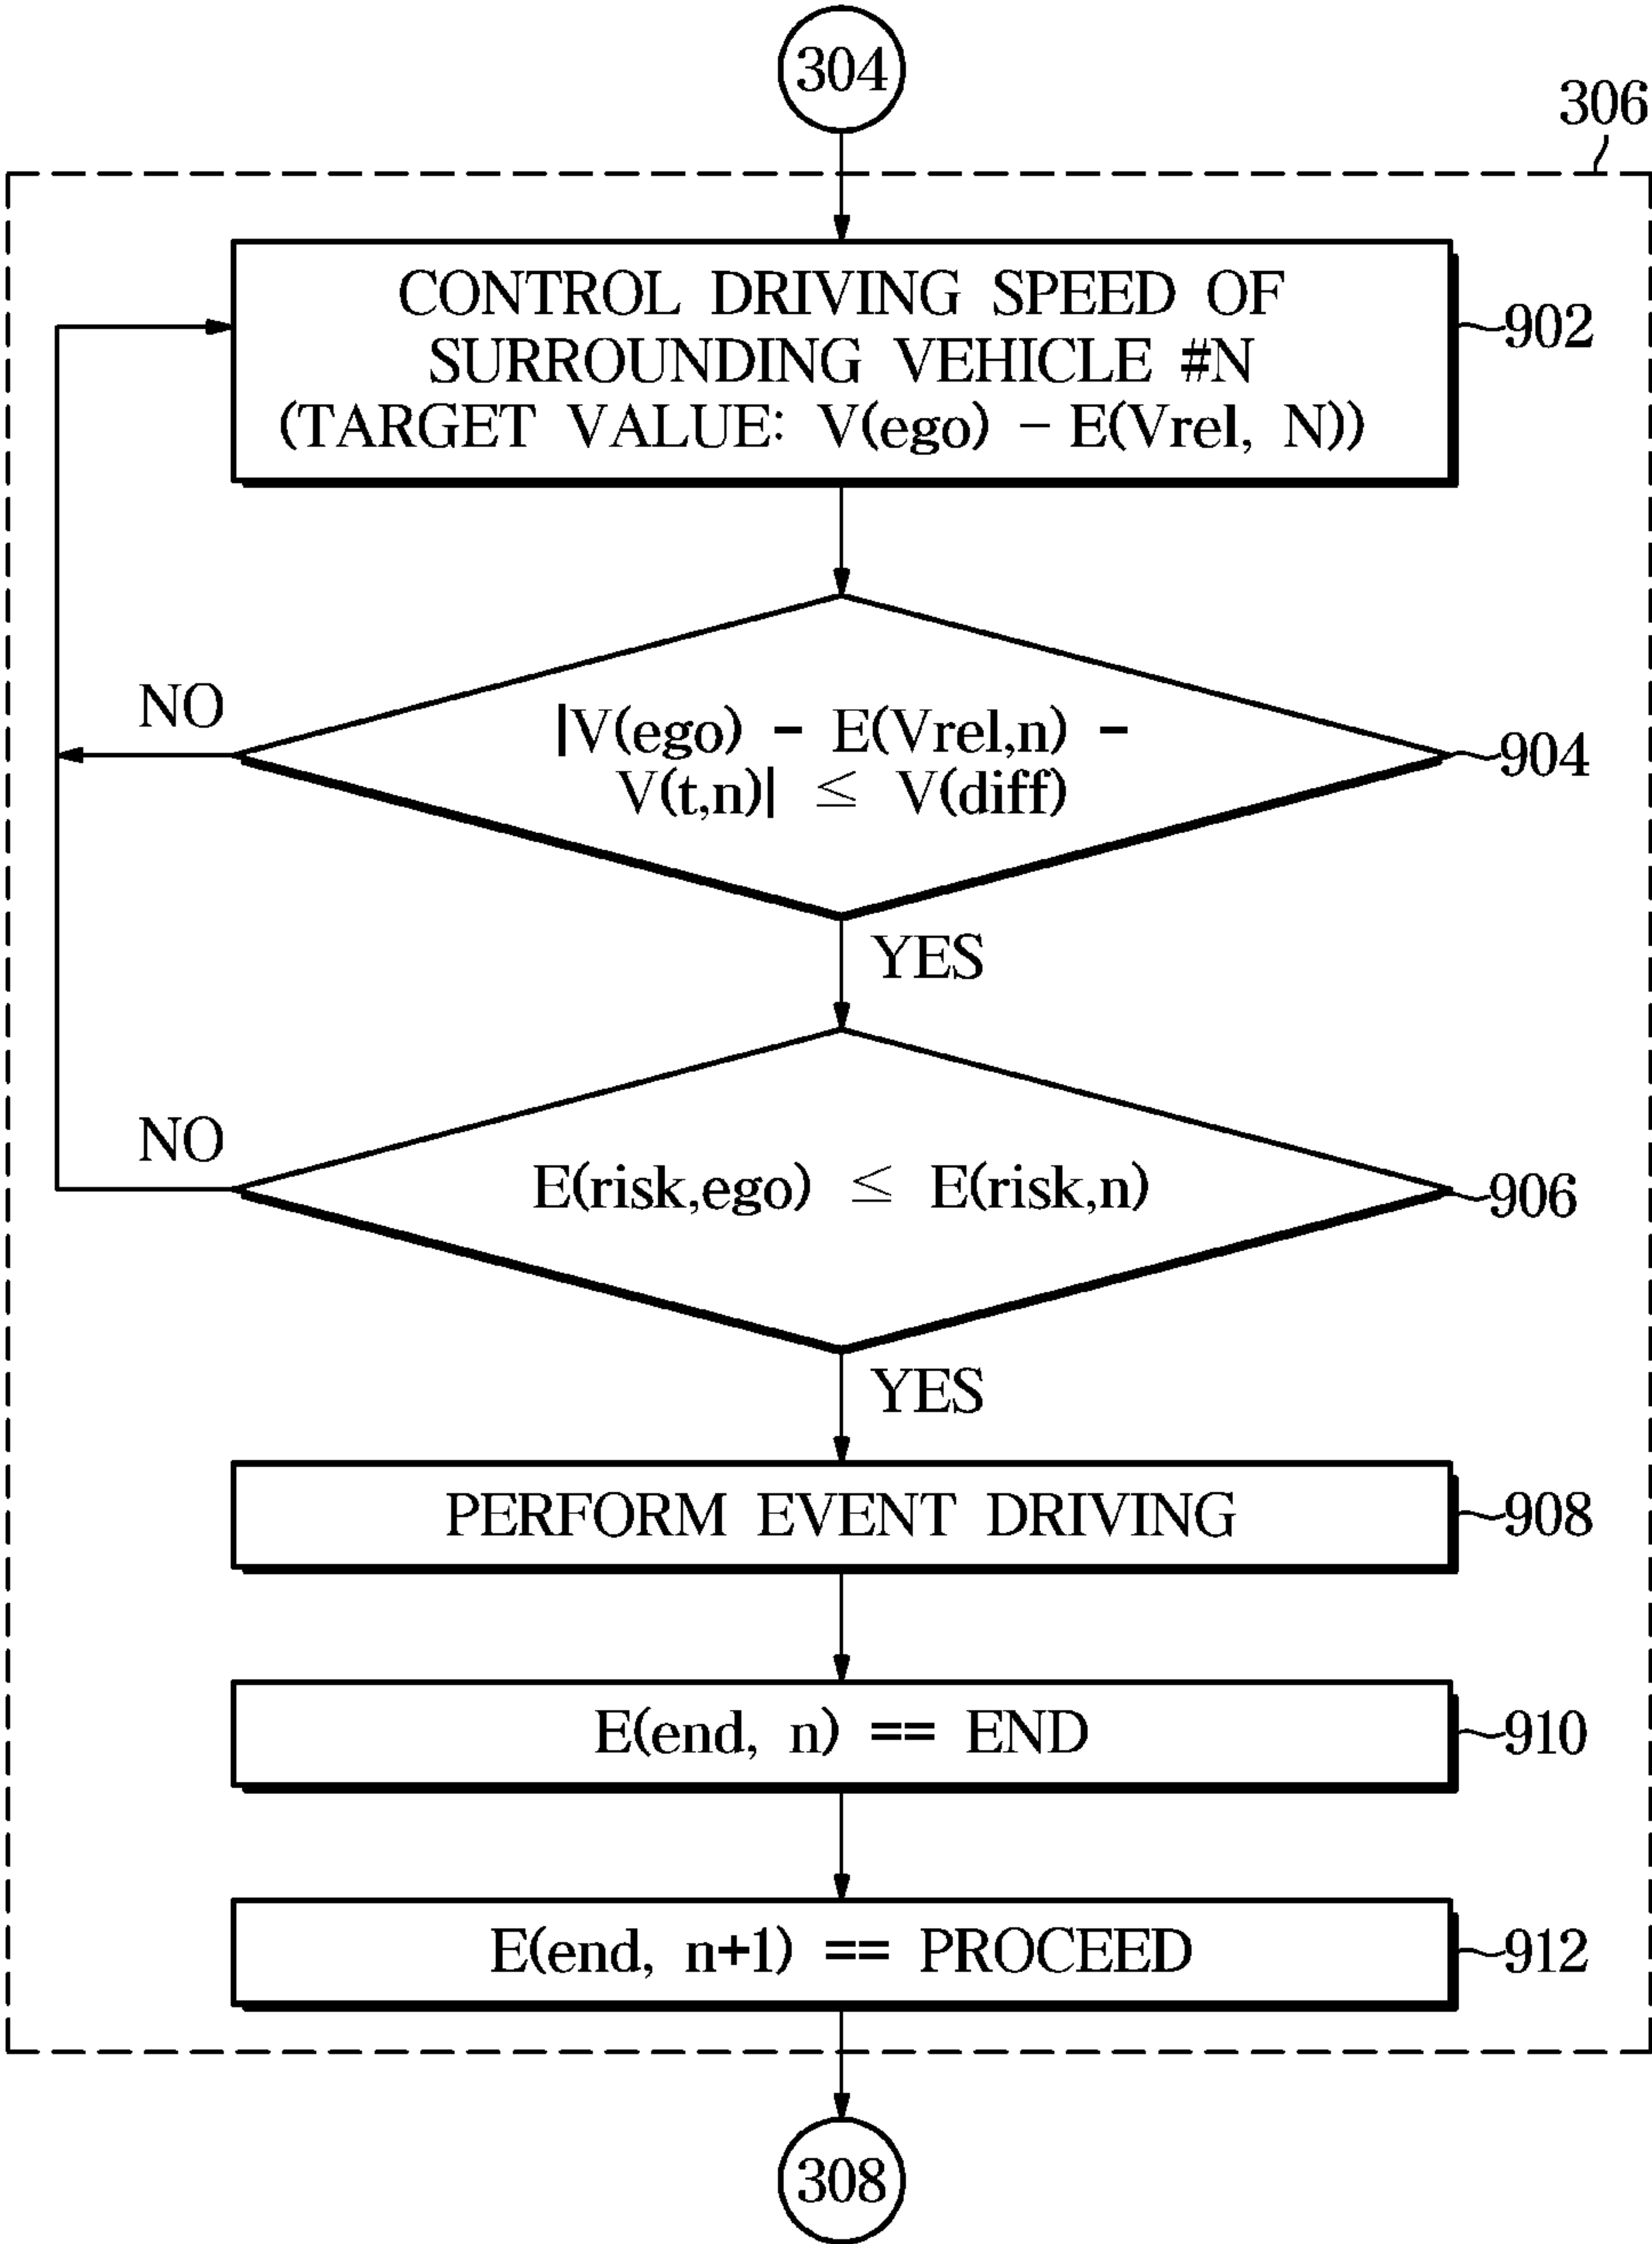 304
306
CONTROL DRIVING SPEED OF
SURROUNDING VEHICLE #N
(TARGET VALUE: V(ego) - E(Vrel, N))
902
NO
|V(ego) - E(Vrel,n) -
V(t,n)| ≤ V(diff)
904
YES
NO
E(risk,ego) ≤ E(risk,n)
906
YES
PERFORM EVENT DRIVING
908
E(end, n) == END
910
E(end, n+1) == PROCEED
912
308